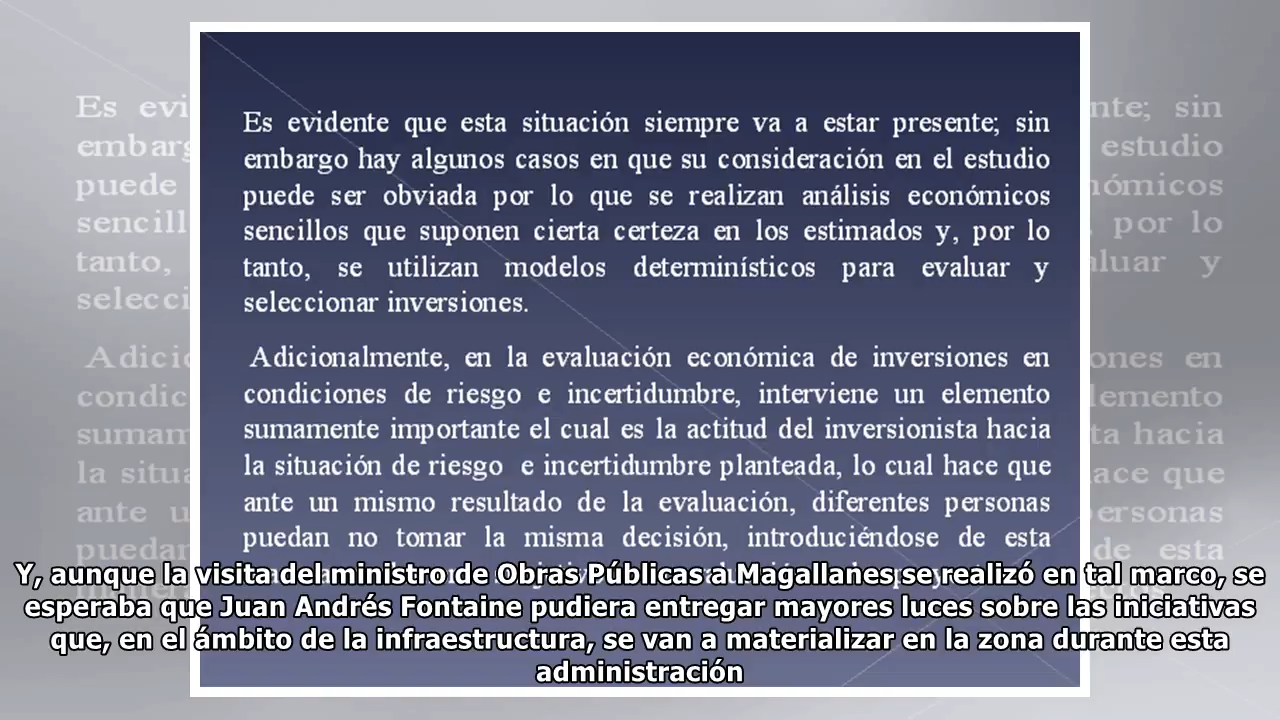 Es evidente que esta situación siempre va a estar presente; sin
embargo hay algunos casos en que su consideración en el estudio
puede ser obviada por lo que se realizan análisis económicos
sencillos que suponen cierta certeza en los estimados y, por lo
tanto, se utilizan modelos determinísticos para evaluar y
seleccionar inversiones.
Adicionalmente, en la evaluación económica de inversiones en
condiciones de riesgo e incertidumbre, interviene un elemento
sumamente importante el cual es la actitud del inversionista hacia
la situación de riesgo e incertidumbre planteada, lo cual hace que
ante un mismo resultado de la evaluación, diferentes personas
puedan no tomar la misma decisión, introduciéndose de esta
Y, aunque la visita del ministro de Obras Públicas a Magallanes se realizó en tal marco, se
esperaba que Juan Andrés Fontaine pudiera entregar mayores luces sobre las iniciativas
que, en el ámbito de la infraestructura, se van a materializar en la zona durante esta
administración